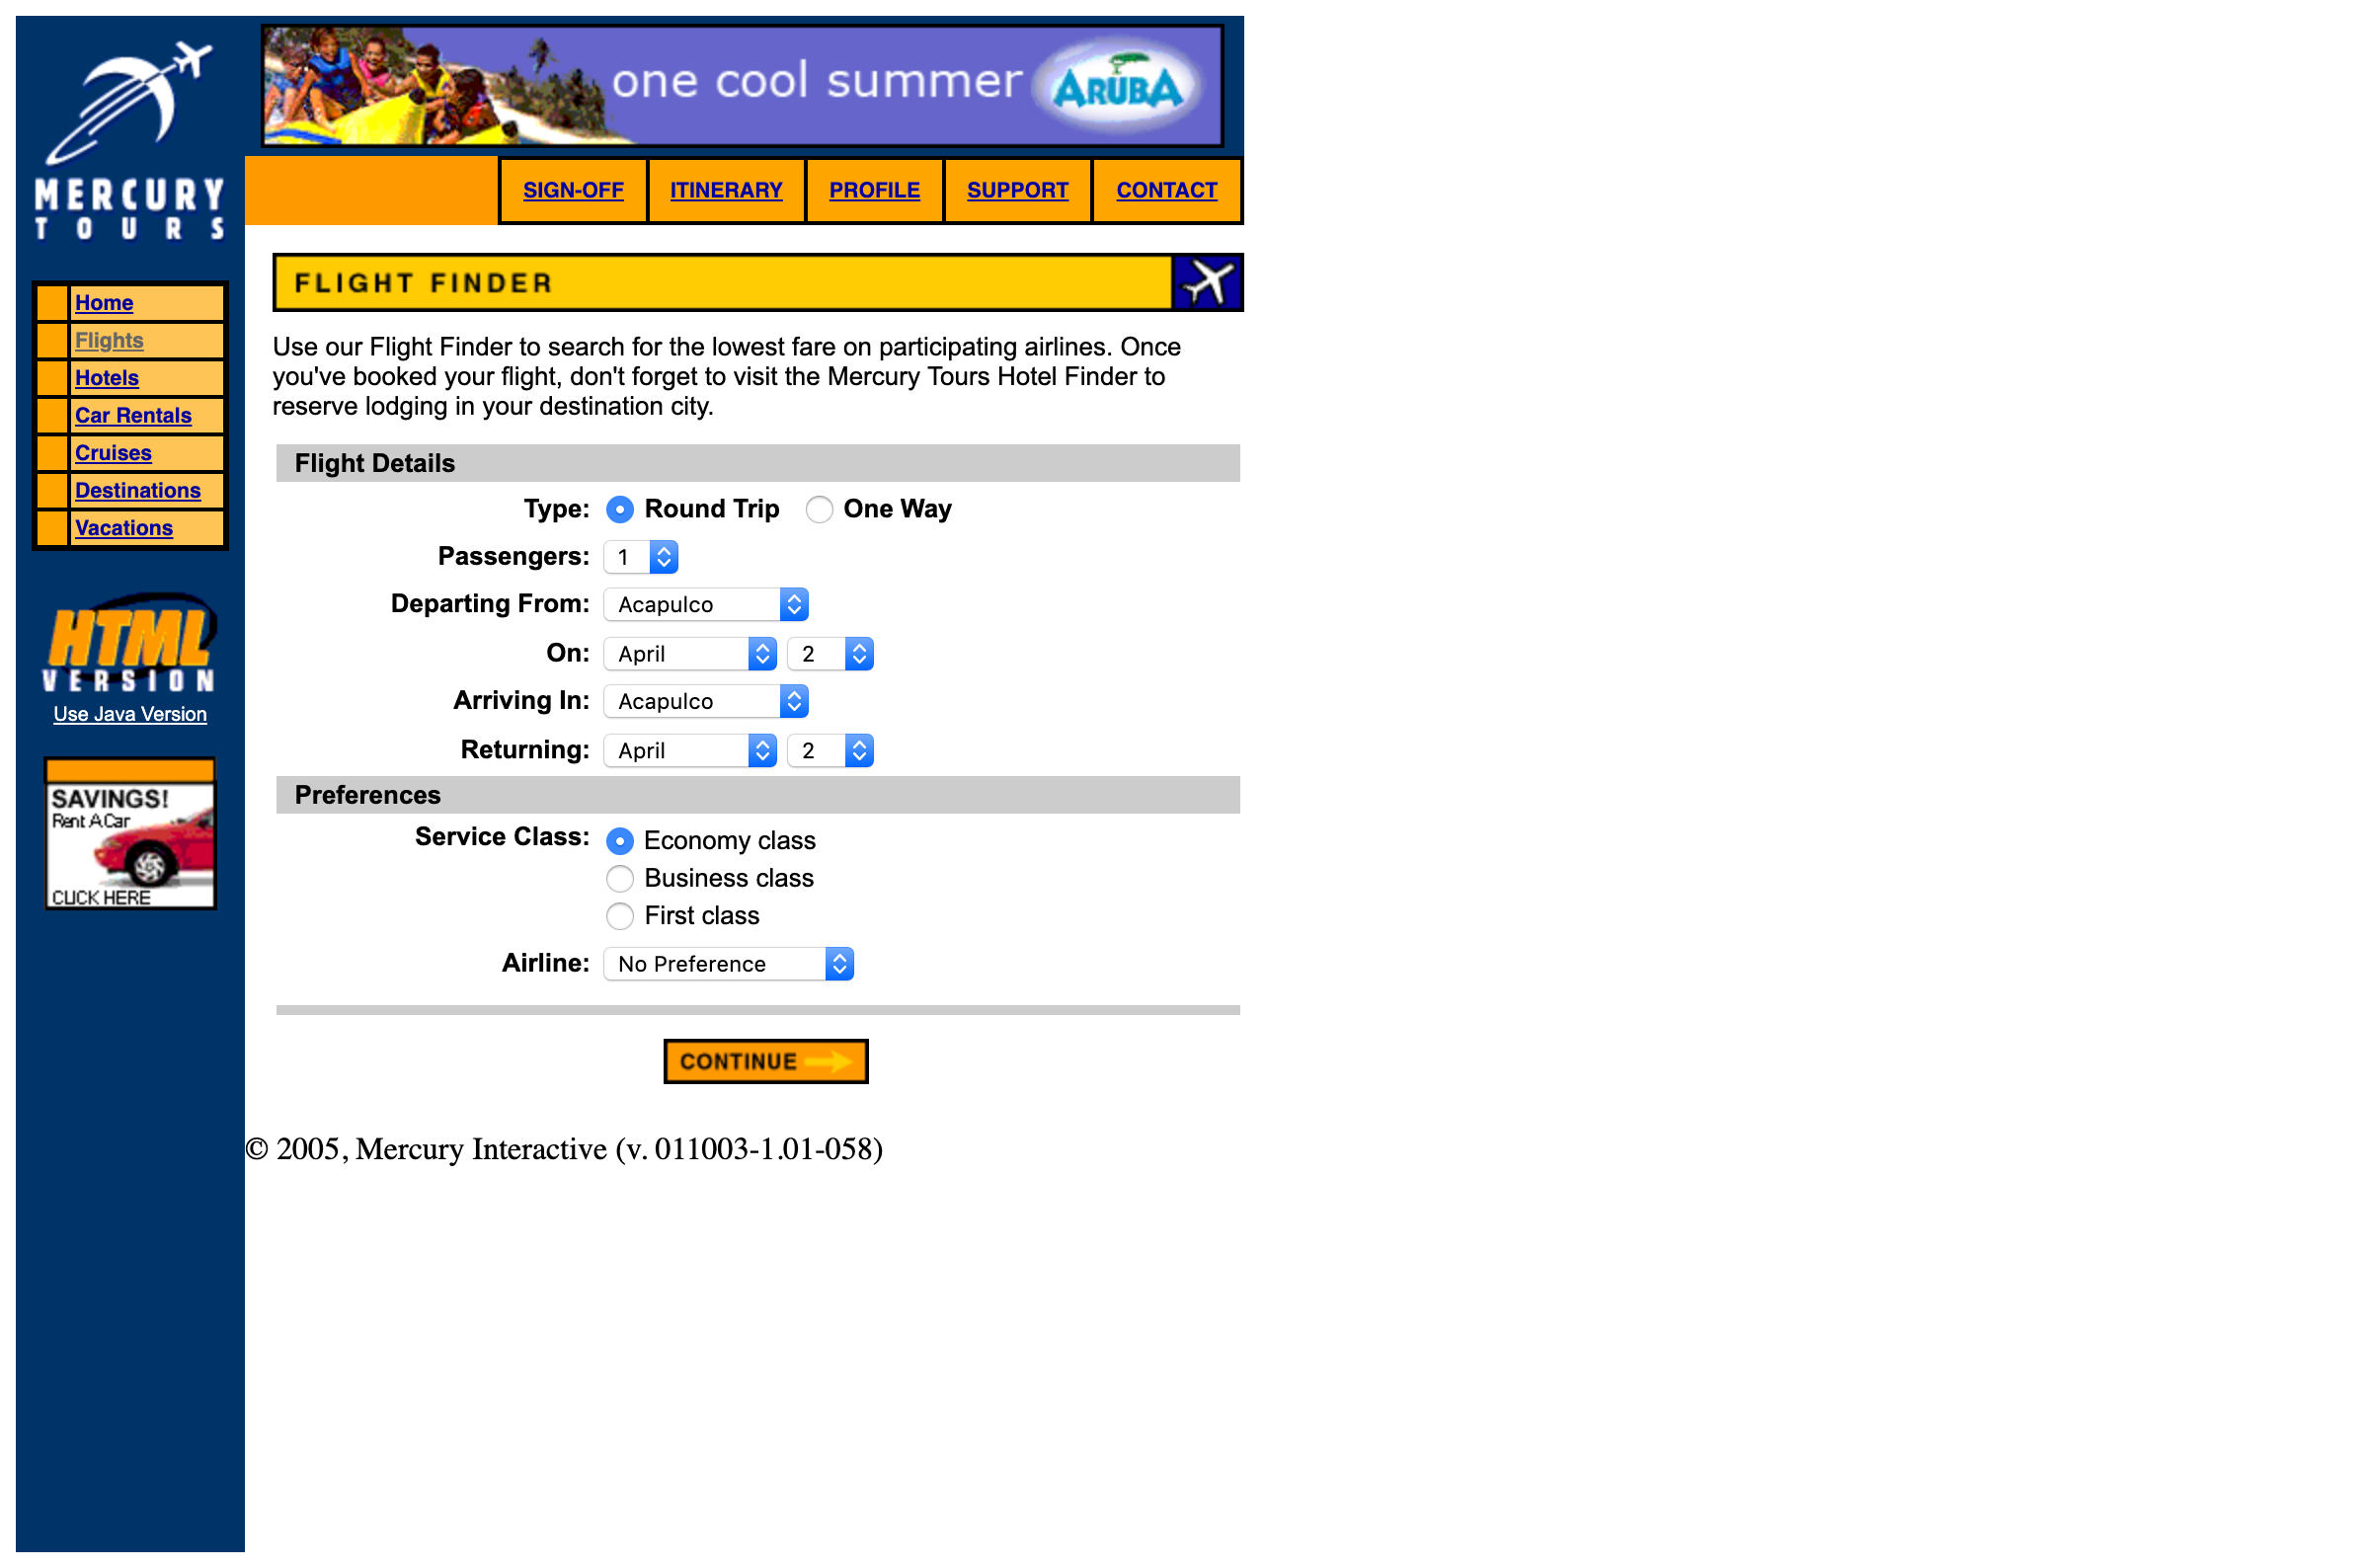 MERCURY
TOURS
one cool summer ARUBA
SIGN-OFF ITINERARY PROFILE SUPPORT CONTACT
Home
Flights
Hotels
Car Rentals
Cruises
Destinations
Vacations
HTML
VERSION
Use Java Version
SAVINGS!
Rent A Car
CLICK HERE
FLIGHT FINDER
Use our Flight Finder to search for the lowest fare on participating airlines. Once
you've booked your flight, don't forget to visit the Mercury Tours Hotel Finder to
reserve lodging in your destination city.
Flight Details
Type: Round Trip One Way
Passengers: 1
Departing From: Acapulco
On: April 2
Arriving In: Acapulco
Returning: April 2
Preferences
Service Class: Economy class
Business class
First class
Airline: No Preference
CONTINUE
© 2005, Mercury Interactive (v. 011003-1.01-058)